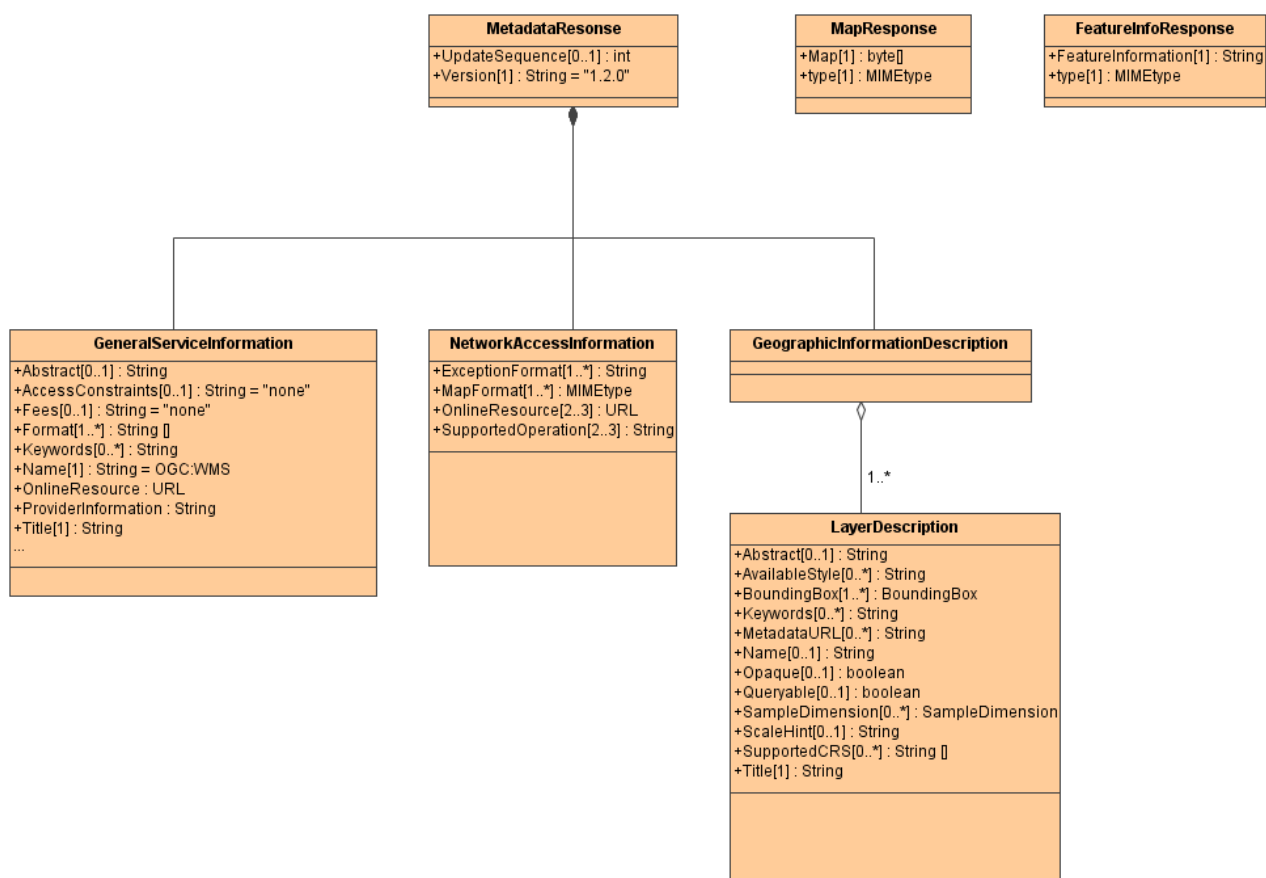 MetadataResonse
+UpdateSequence[0..1] : int
+Version[1] : String = "1.2.0"
MapResponse
+Map[1] : byte[]
+type[1] : MIMEtype
FeatureInfoResponse
+FeatureInformation[1] : String
+type[1] : MIMEtype
GeneralServiceInformation
+Abstract[0..1] : String
+AccessConstraints[0..1] : String = "none"
+Fees[0..1] : String = "none"
+Format[1..*] : String []
+Keywords[0..*] : String
+Name[1] : String = OGC:WMS
+OnlineResource : URL
+ProviderInformation : String
+Title[1] : String
...
NetworkAccessInformation
+ExceptionFormat[1..*] : String
+MapFormat[1..*] : MIMEtype
+OnlineResource[2..3] : URL
+SupportedOperation[2..3] : String
GeographicInformationDescription
1..*
LayerDescription
+Abstract[0..1] : String
+AvailableStyle[0..*] : String
+BoundingBox[1..*] : BoundingBox
+Keywords[0..*] : String
+MetadataURL[0..*] : String
+Name[0..1] : String
+Opaque[0..1] : boolean
+Queryable[0..1] : boolean
+SampleDimension[0..*] : SampleDimension
+ScaleHint[0..1] : String
+SupportedCRS[0..*] : String []
+Title[1] : String